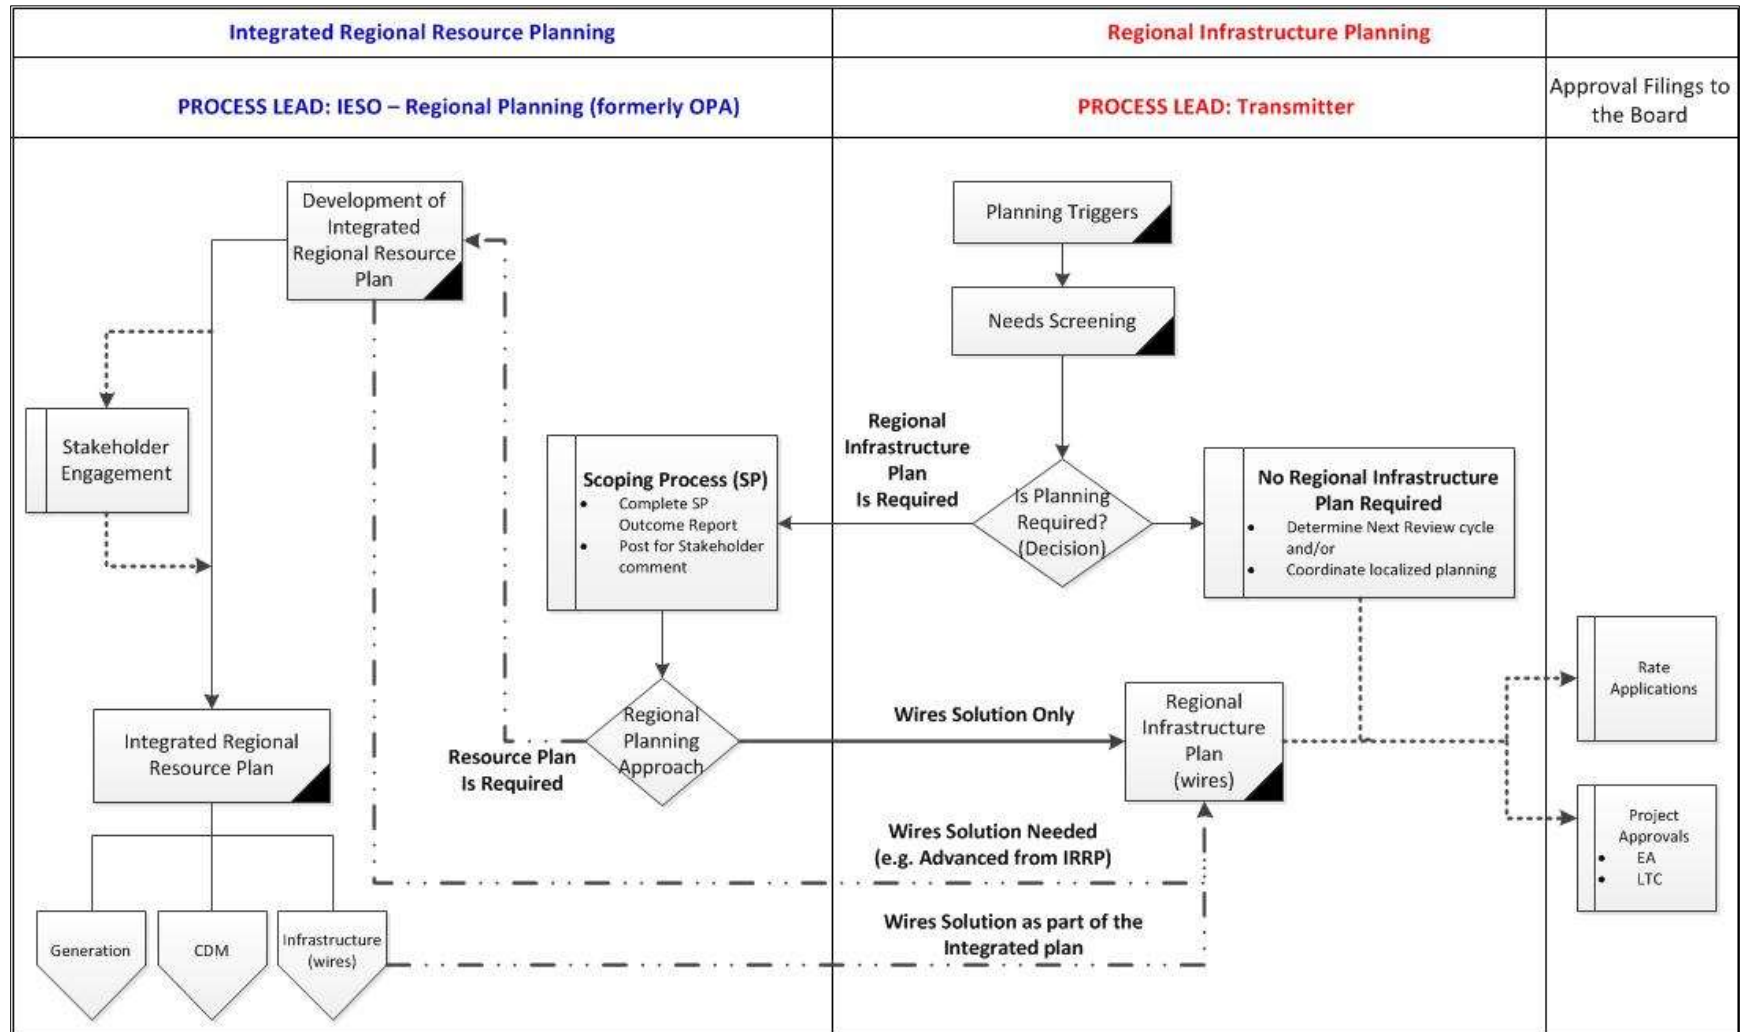 Integrated Regional Resource Planning
Regional Infrastructure Planning
PROCESS LEAD: IESO – Regional Planning (formerly OPA)
PROCESS LEAD: Transmitter
Approval Filings to
the Board
Development of
Integrated
Regional Resource
Plan
Planning Triggers
Needs Screening
Stakeholder
Engagement
Scoping Process (SP)
• Complete SP
Outcome Report
• Post for Stakeholder
comment
Regional
Infrastructure
Plan
Is Required
Is Planning
Required?
(Decision)
No Regional Infrastructure
Plan Required
• Determine Next Review cycle
and/or
• Coordinate localized planning
Rate
Applications
Integrated Regional
Resource Plan
Resource Plan
Is Required
Regional
Planning
Approach
Wires Solution Only
Regional
Infrastructure
Plan
(wires)
Project
Approvals
• EA
• LTC
Wires Solution Needed
(e.g. Advanced from IRRP)
Wires Solution as part of the
Integrated plan
Generation
CDM
Infrastructure
(wires)